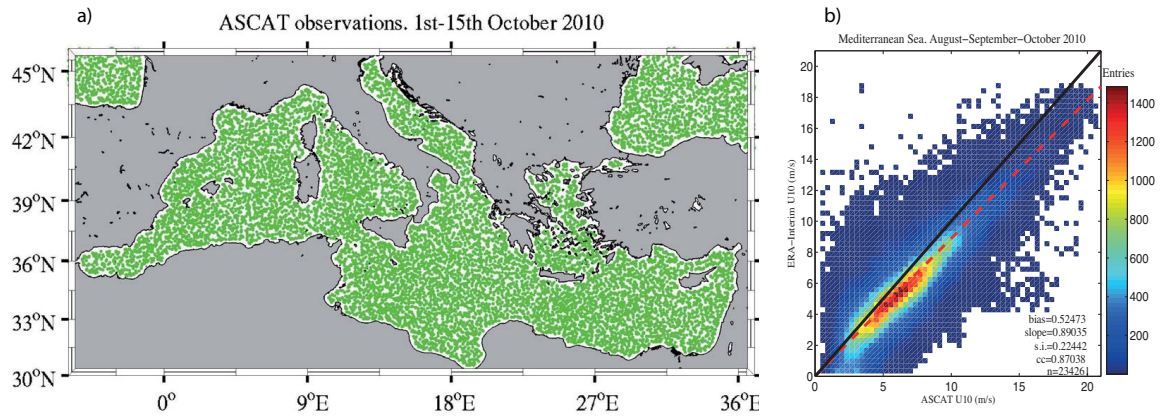 a)
ASCAT observations. 1st-15th October 2010
45°N
42°N
39°N
36°N
33°N
30°N
0° 9°E 18°E 27°E 36°E
b)
Mediterranean Sea. August−September−October 2010
Entries
ERA−Interim U10 (m/s)
20
18
16
14
12
10
8
6
4
2
0
bias=0.52473
slope=0.89035
s.i.=0.22442
cc=0.87038
n=234261
0 5 10 15 20
ASCAT U10 (m/s)
1400
1200
1000
800
600
400
200